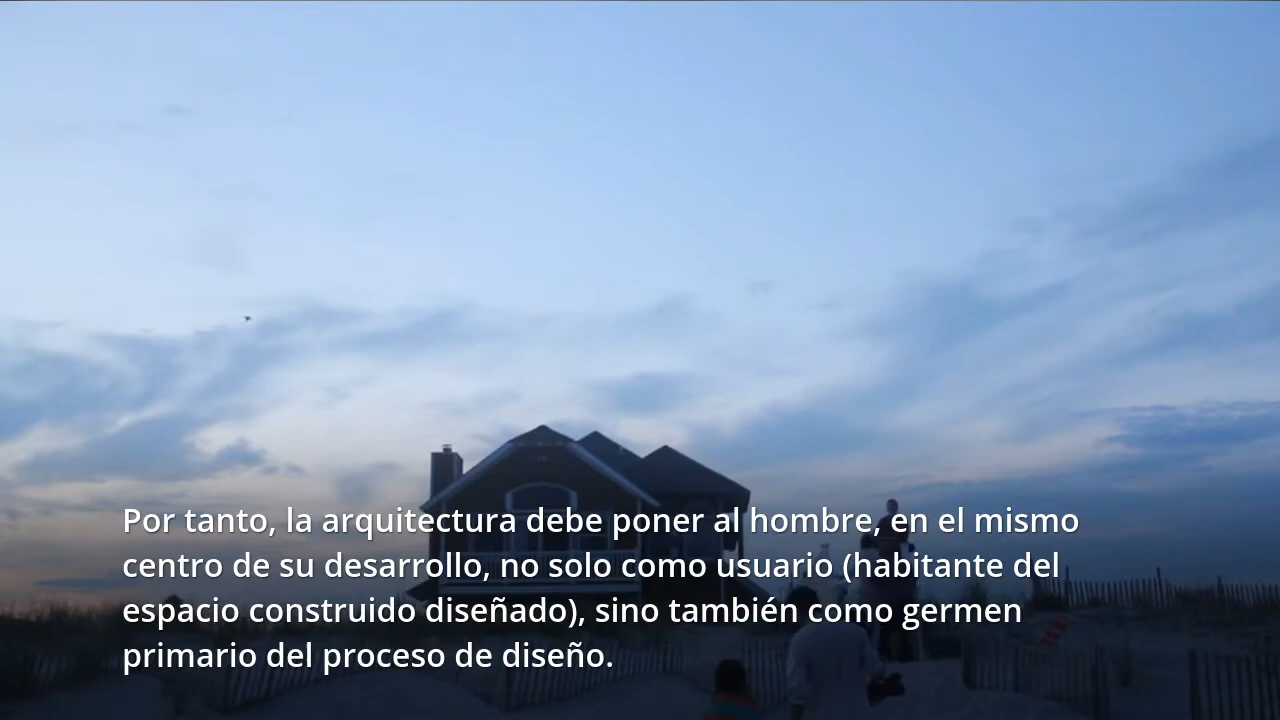 Por tanto, la arquitectura debe poner al hombre, en el mismo
centro de su desarrollo, no solo como usuario (habitante del
espacio construido diseñado), sino también como germen
primario del proceso de diseño.